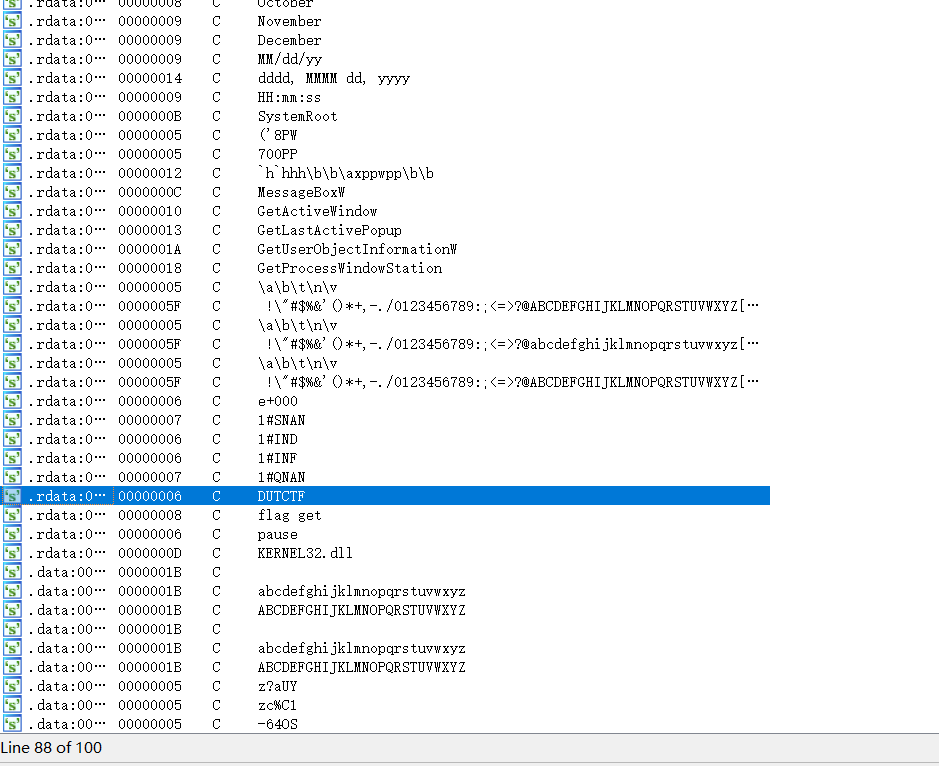 .rdata:0… 00000008 C October
.rdata:0… 00000009 C November
.rdata:0… 00000009 C December
.rdata:0… 00000009 C MM/dd/yy
.rdata:0… 00000014 C dddd, MMMM dd, yyyy
.rdata:0… 00000009 C HH:mm:ss
.rdata:0… 0000000B C SystemRoot
.rdata:0… 00000005 C ('8PW
.rdata:0… 00000005 C 700PP
.rdata:0… 00000012 C `h`hhh\b\b\axppwpp\b\b
.rdata:0… 0000000C C MessageBoxW
.rdata:0… 00000010 C GetActiveWindow
.rdata:0… 00000013 C GetLastActivePopup
.rdata:0… 0000001A C GetUserObjectInformationW
.rdata:0… 00000018 C GetProcessWindowStation
.rdata:0… 00000005 C \a\b\t\n\v
.rdata:0… 0000005F C  !\"#$%&'()*+,-./0123456789:;<=>?@ABCDEFGHIJKLMNOPQRSTUVWXYZ[…
.rdata:0… 00000005 C \a\b\t\n\v
.rdata:0… 0000005F C  !\"#$%&'()*+,-./0123456789:;<=>?@abcdefghijklmnopqrstuvwxyz[…
.rdata:0… 00000005 C \a\b\t\n\v
.rdata:0… 0000005F C  !\"#$%&'()*+,-./0123456789:;<=>?@ABCDEFGHIJKLMNOPQRSTUVWXYZ[…
.rdata:0… 00000006 C e+000
.rdata:0… 00000007 C 1#SNAN
.rdata:0… 00000006 C 1#IND
.rdata:0… 00000006 C 1#INF
.rdata:0… 00000007 C 1#QNAN
.rdata:0… 00000006 C DUTCTF
.rdata:0… 00000008 C flag get
.rdata:0… 00000006 C pause
.rdata:0… 0000000D C KERNEL32.dll
.data:00… 0000001B C
.data:00… 0000001B C abcdefghijklmnopqrstuvwxyz
.data:00… 0000001B C ABCDEFGHIJKLMNOPQRSTUVWXYZ
.data:00… 0000001B C
.data:00… 0000001B C abcdefghijklmnopqrstuvwxyz
.data:00… 0000001B C ABCDEFGHIJKLMNOPQRSTUVWXYZ
.data:00… 00000005 C z?aUY
.data:00… 00000005 C zc%C1
.data:00… 00000005 C -64OS
Line 88 of 100